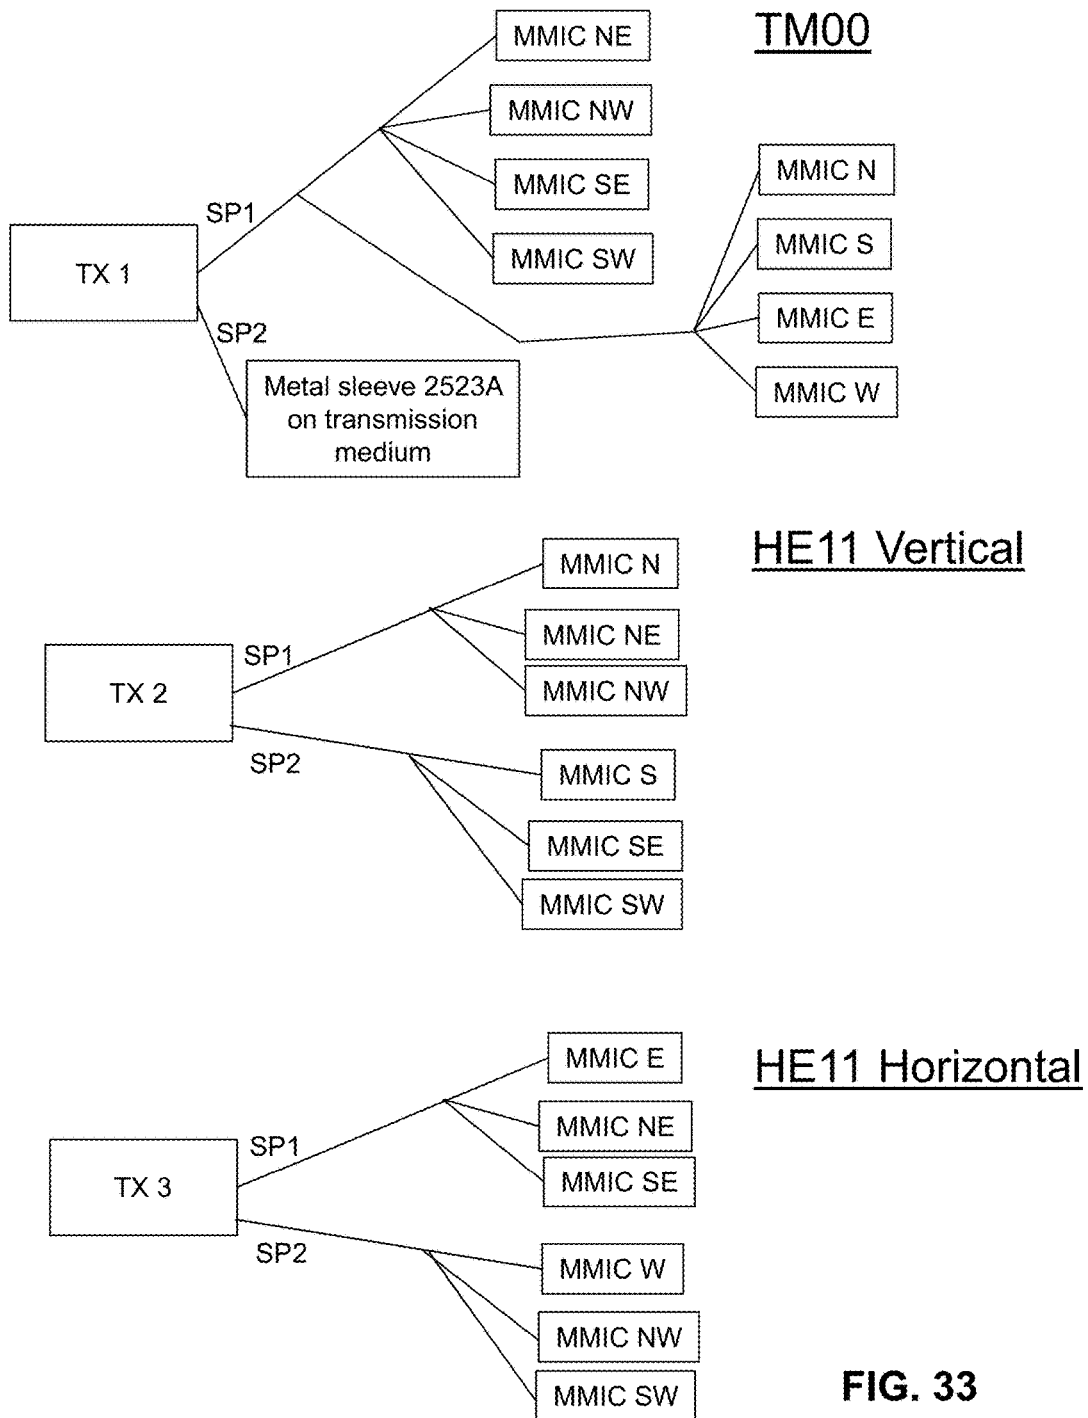 TM00
MMIC NE
MMIC NW
MMIC SE
MMIC SW
MMIC N
MMIC S
MMIC E
MMIC W
SP1
TX 1
SP2
Metal sleeve 2523A
on transmission
medium
HE11 Vertical
MMIC N
MMIC NE
MMIC NW
SP1
TX 2
SP2
MMIC S
MMIC SE
MMIC SW
HE11 Horizontal
MMIC E
MMIC NE
MMIC SE
SP1
TX 3
SP2
MMIC W
MMIC NW
MMIC SW
FIG. 33